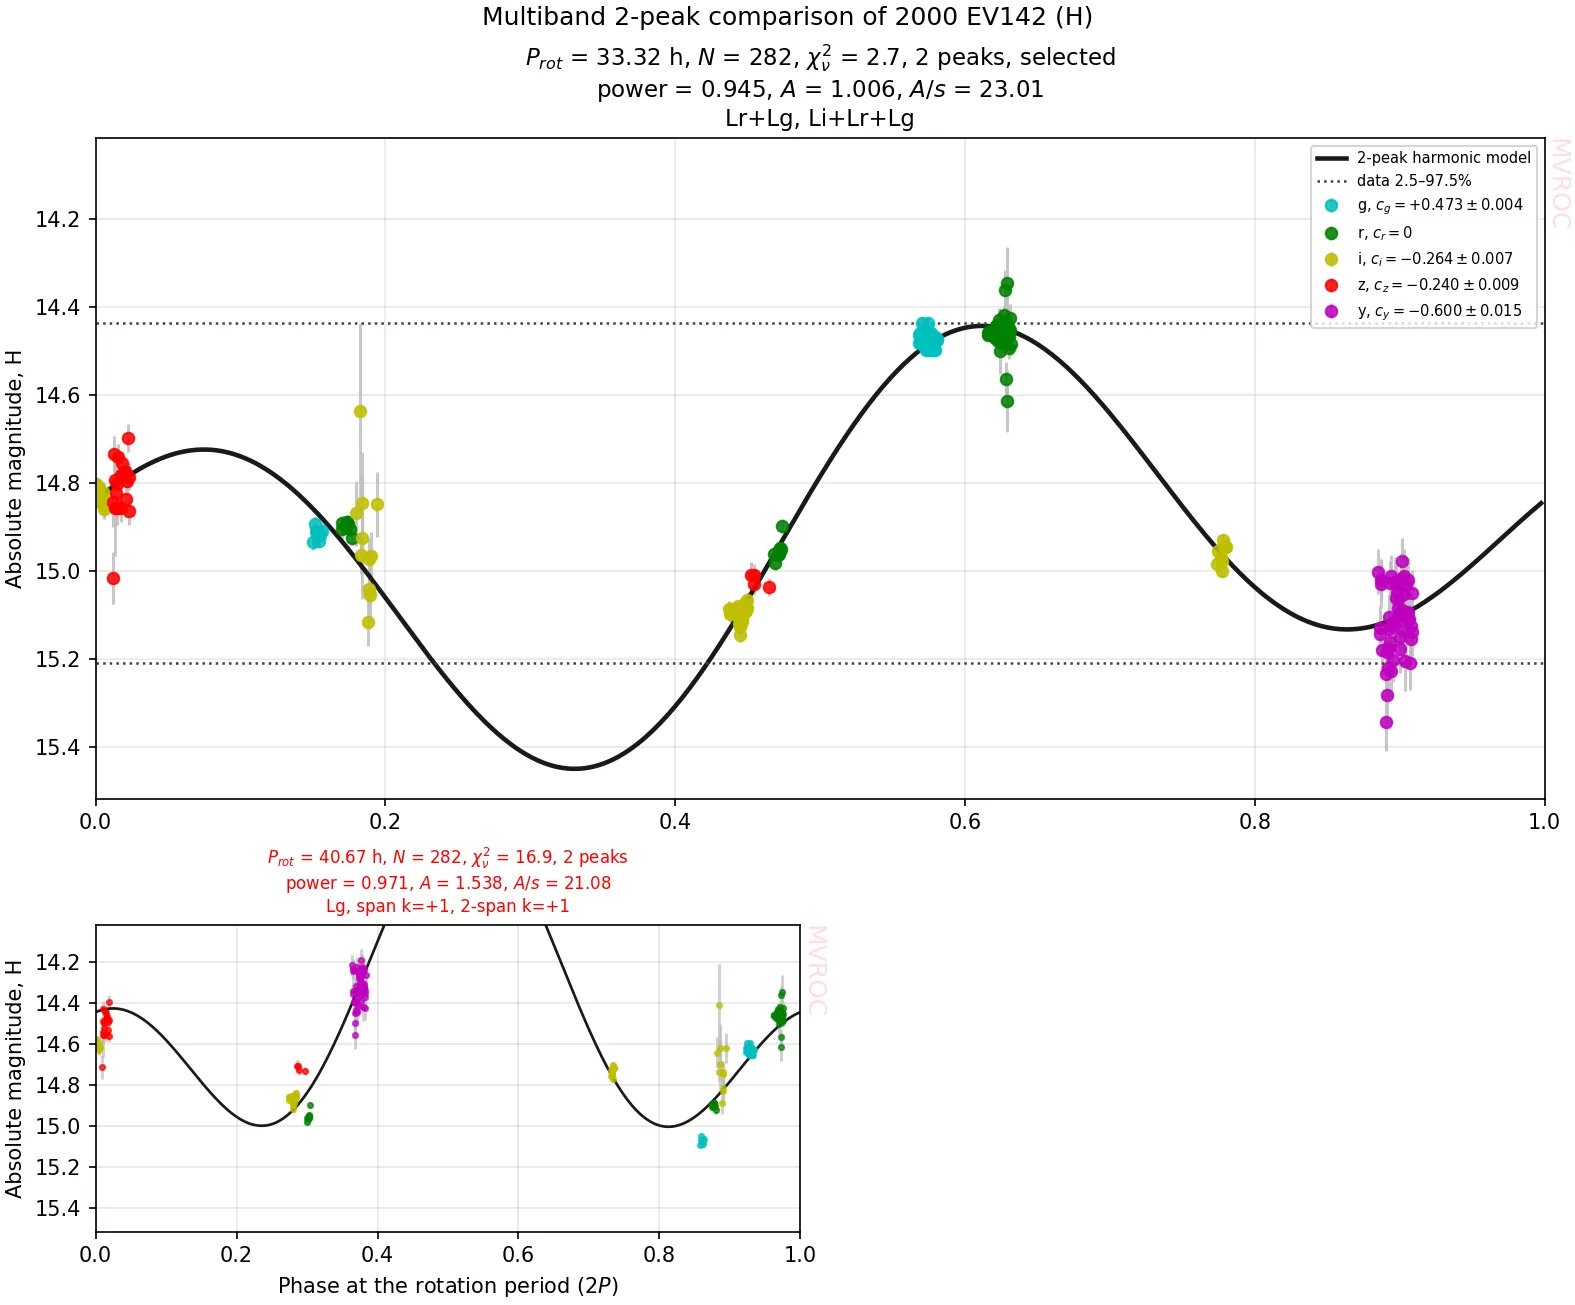 Multiband 2-peak comparison of 2000 EV142 (H)
P_rot = 33.32 h, N = 282, χ²_ν = 2.7, 2 peaks, selected
power = 0.945, A = 1.006, A/s = 23.01
Lr+Lg, Li+Lr+Lg
MVROC
2-peak harmonic model
data 2.5–97.5%
g, c_g = +0.473 ± 0.004
r, c_r = 0
i, c_i = −0.264 ± 0.007
z, c_z = −0.240 ± 0.009
y, c_y = −0.600 ± 0.015
Absolute magnitude, H
14.2
14.4
14.6
14.8
15.0
15.2
15.4
0.0 0.2 0.4 0.6 0.8 1.0
P_rot = 40.67 h, N = 282, χ²_ν = 16.9, 2 peaks
power = 0.971, A = 1.538, A/s = 21.08
Lg, span k=+1, 2-span k=+1
MVROC
Absolute magnitude, H
14.2
14.4
14.6
14.8
15.0
15.2
15.4
0.0 0.2 0.4 0.6 0.8 1.0
Phase at the rotation period (2P)